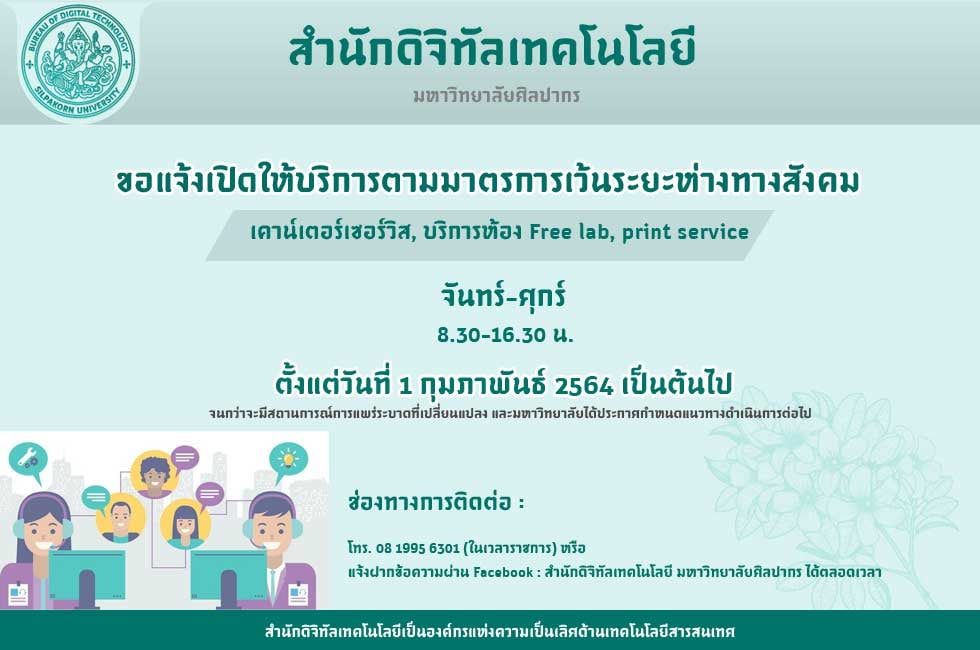 BUREAU OF DIGITAL TECHNOLOGY
SILPAKORN UNIVERSITY
สำนักดิจิทัลเทคโนโลยี
มหาวิทยาลัยศิลปากร
ขอแจ้งเปิดให้บริการตามมาตรการเว้นระยะห่างทางสังคม
เคาน์เตอร์เซอร์วิส, บริการห้อง Free lab, print service
จันทร์-ศุกร์
8.30-16.30 น.
ตั้งแต่วันที่ 1 กุมภาพันธ์ 2564 เป็นต้นไป
จนกว่าจะมีสถานการณ์การแพร่ระบาดที่เปลี่ยนแปลง และมหาวิทยาลัยได้ประกาศกำหนดแนวทางดำเนินการต่อไป
ช่องทางการติดต่อ :
โทร. 08 1995 6301 (ในเวลาราชการ) หรือ
แจ้งฝากข้อความผ่าน Facebook : สำนักดิจิทัลเทคโนโลยี มหาวิทยาลัยศิลปากร ได้ตลอดเวลา
สำนักดิจิทัลเทคโนโลยีเป็นองค์กรแห่งความเป็นเลิศด้านเทคโนโลยีสารสนเทศ